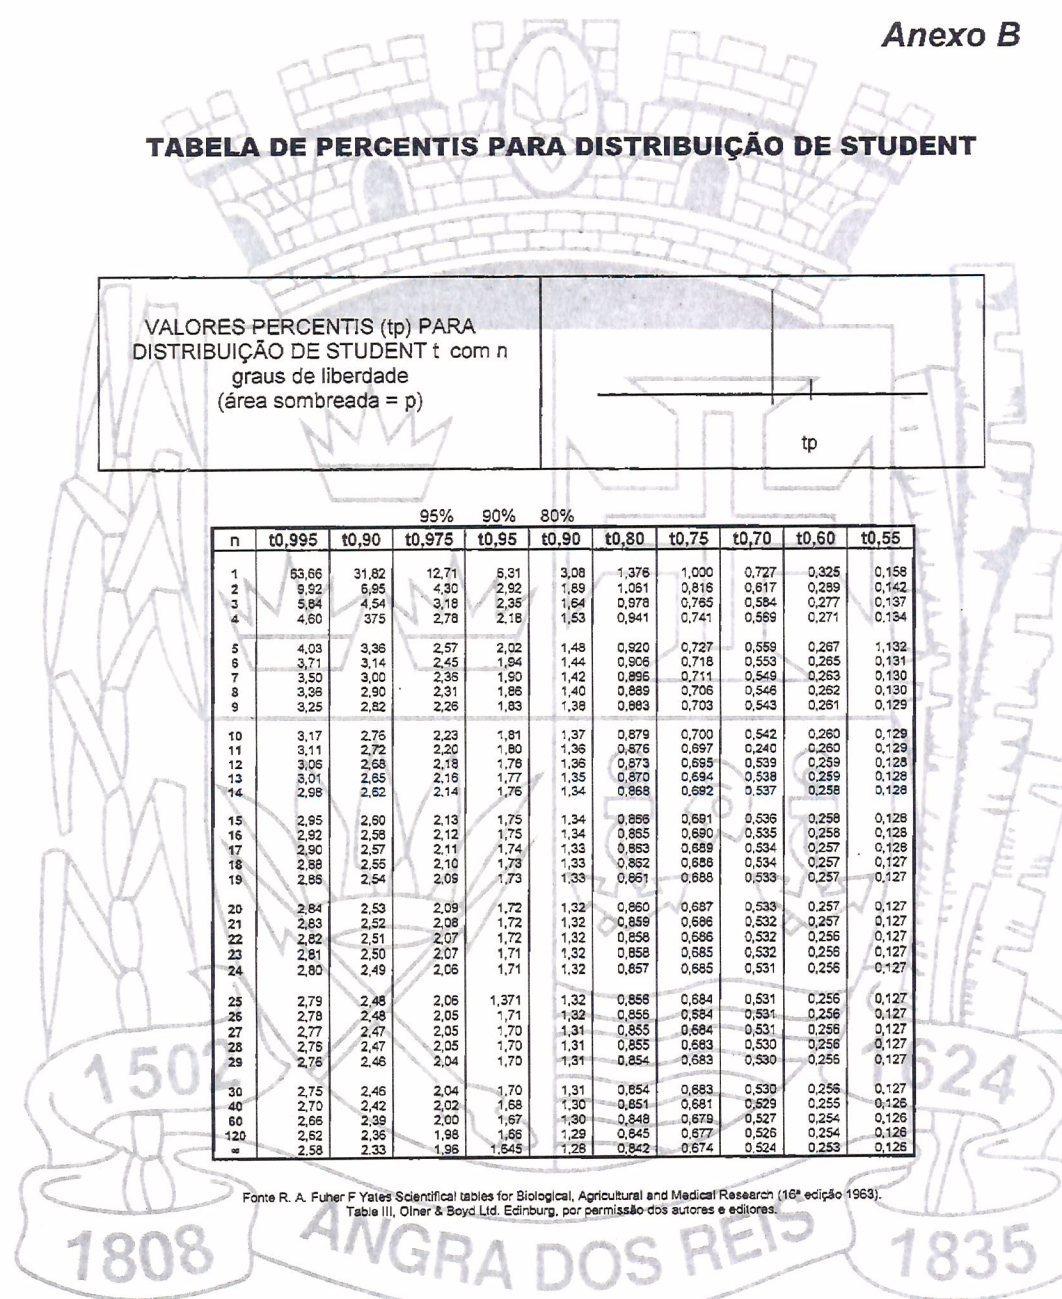 Anexo B
TABELA DE PERCENTIS PARA DISTRIBUIÇÃO DE STUDENT
VALORES PERCENTIS (tp) PARA
DISTRIBUIÇÃO DE STUDENT t com n
graus de liberdade
(área sombreada = p)
tp
95% 90% 80%
n t0,995 t0,90 t0,975 t0,95 t0,90 t0,80 t0,75 t0,70 t0,60 t0,55
1 63,66 31,82 12,71 6,31 3,08 1,376 1,000 0,727 0,325 0,158
2 9,92 6,95 4,30 2,92 1,89 1.061 0,816 0,617 0,289 0,142
3 5,84 4,54 3,18 2,35 1,64 0,978 0,765 0,584 0,277 0,137
4 4,60 375 2,78 2,18 1,53 0,941 0,741 0,569 0,271 0,134
5 4,03 3,36 2,57 2,02 1,48 0,920 0,727 0,559 0,267 1,132
6 3,71 3,14 2,45 1,94 1,44 0,906 0,718 0,553 0,265 0,131
7 3,50 3,00 2,36 1,90 1,42 0,896 0,711 0,549 0,263 0,130
8 3,36 2,90 2,31 1,86 1,40 0,889 0,706 0,546 0,262 0,130
9 3,25 2,82 2,26 1,83 1,38 0,883 0,703 0,543 0,261 0,129
10 3,17 2,76 2,23 1,81 1,37 0,879 0,700 0,542 0,260 0,129
11 3,11 2,72 2,20 1,80 1,36 0,876 0,697 0,240 0,260 0,129
12 3,06 2,68 2,18 1,78 1,36 0,873 0,695 0,539 0,259 0,128
13 3,01 2,65 2,16 1,77 1,35 0,870 0,694 0,538 0,259 0,128
14 2,98 2,62 2,14 1,76 1,34 0,868 0,692 0,537 0,258 0,128
15 2,95 2,60 2,13 1,75 1,34 0,866 0,691 0,536 0,258 0,128
16 2,92 2,58 2,12 1,75 1,34 0,865 0,690 0,535 0,258 0,128
17 2,90 2,57 2,11 1,74 1,33 0,863 0,689 0,534 0,257 0,128
18 2,88 2,55 2,10 1,73 1,33 0,862 0,688 0,534 0,257 0,127
19 2,86 2,54 2,09 1,73 1,33 0,861 0,688 0,533 0,257 0,127
20 2,84 2,53 2,09 1,72 1,32 0,860 0,687 0,533 0,257 0,127
21 2,83 2,52 2,08 1,72 1,32 0,859 0,686 0,532 0,257 0,127
22 2,82 2,51 2,07 1,72 1,32 0,858 0,686 0,532 0,256 0,127
23 2,81 2,50 2,07 1,71 1,32 0,858 0,685 0,532 0,256 0,127
24 2,80 2,49 2,06 1,71 1,32 0,857 0,685 0,531 0,256 0,127
25 2,79 2,48 2,06 1,371 1,32 0,856 0,684 0,531 0,256 0,127
26 2,78 2,48 2,05 1,71 1,32 0,856 0,684 0,531 0,256 0,127
27 2,77 2,47 2,05 1,70 1,31 0,855 0,684 0,531 0,256 0,127
28 2,76 2,47 2,05 1,70 1,31 0,855 0,683 0,530 0,256 0,127
29 2,76 2,46 2,04 1,70 1,31 0,854 0,683 0,530 0,256 0,127
30 2,75 2,46 2,04 1,70 1,31 0,854 0,683 0,530 0,256 0,127
40 2,70 2,42 2,02 1,68 1,30 0,851 0,681 0,529 0,255 0,126
60 2,66 2,39 2,00 1,67 1,30 0,848 0,679 0,527 0,254 0,126
120 2,62 2,36 1,98 1,66 1,29 0,845 0,677 0,526 0,254 0,126
∞ 2,58 2.33 1,96 1.645 1,28 0,842 0,674 0,524 0,253 0,126
Fonte R. A. Fuher F Yates Scientifical tables for Biological, Agricultural and Medical Research (16ª edição 1963).
Table III, Olner & Boyd Ltd. Edinburg, por permissão dos autores e editores.
1502 1624
1808 ANGRA DOS REIS 1835